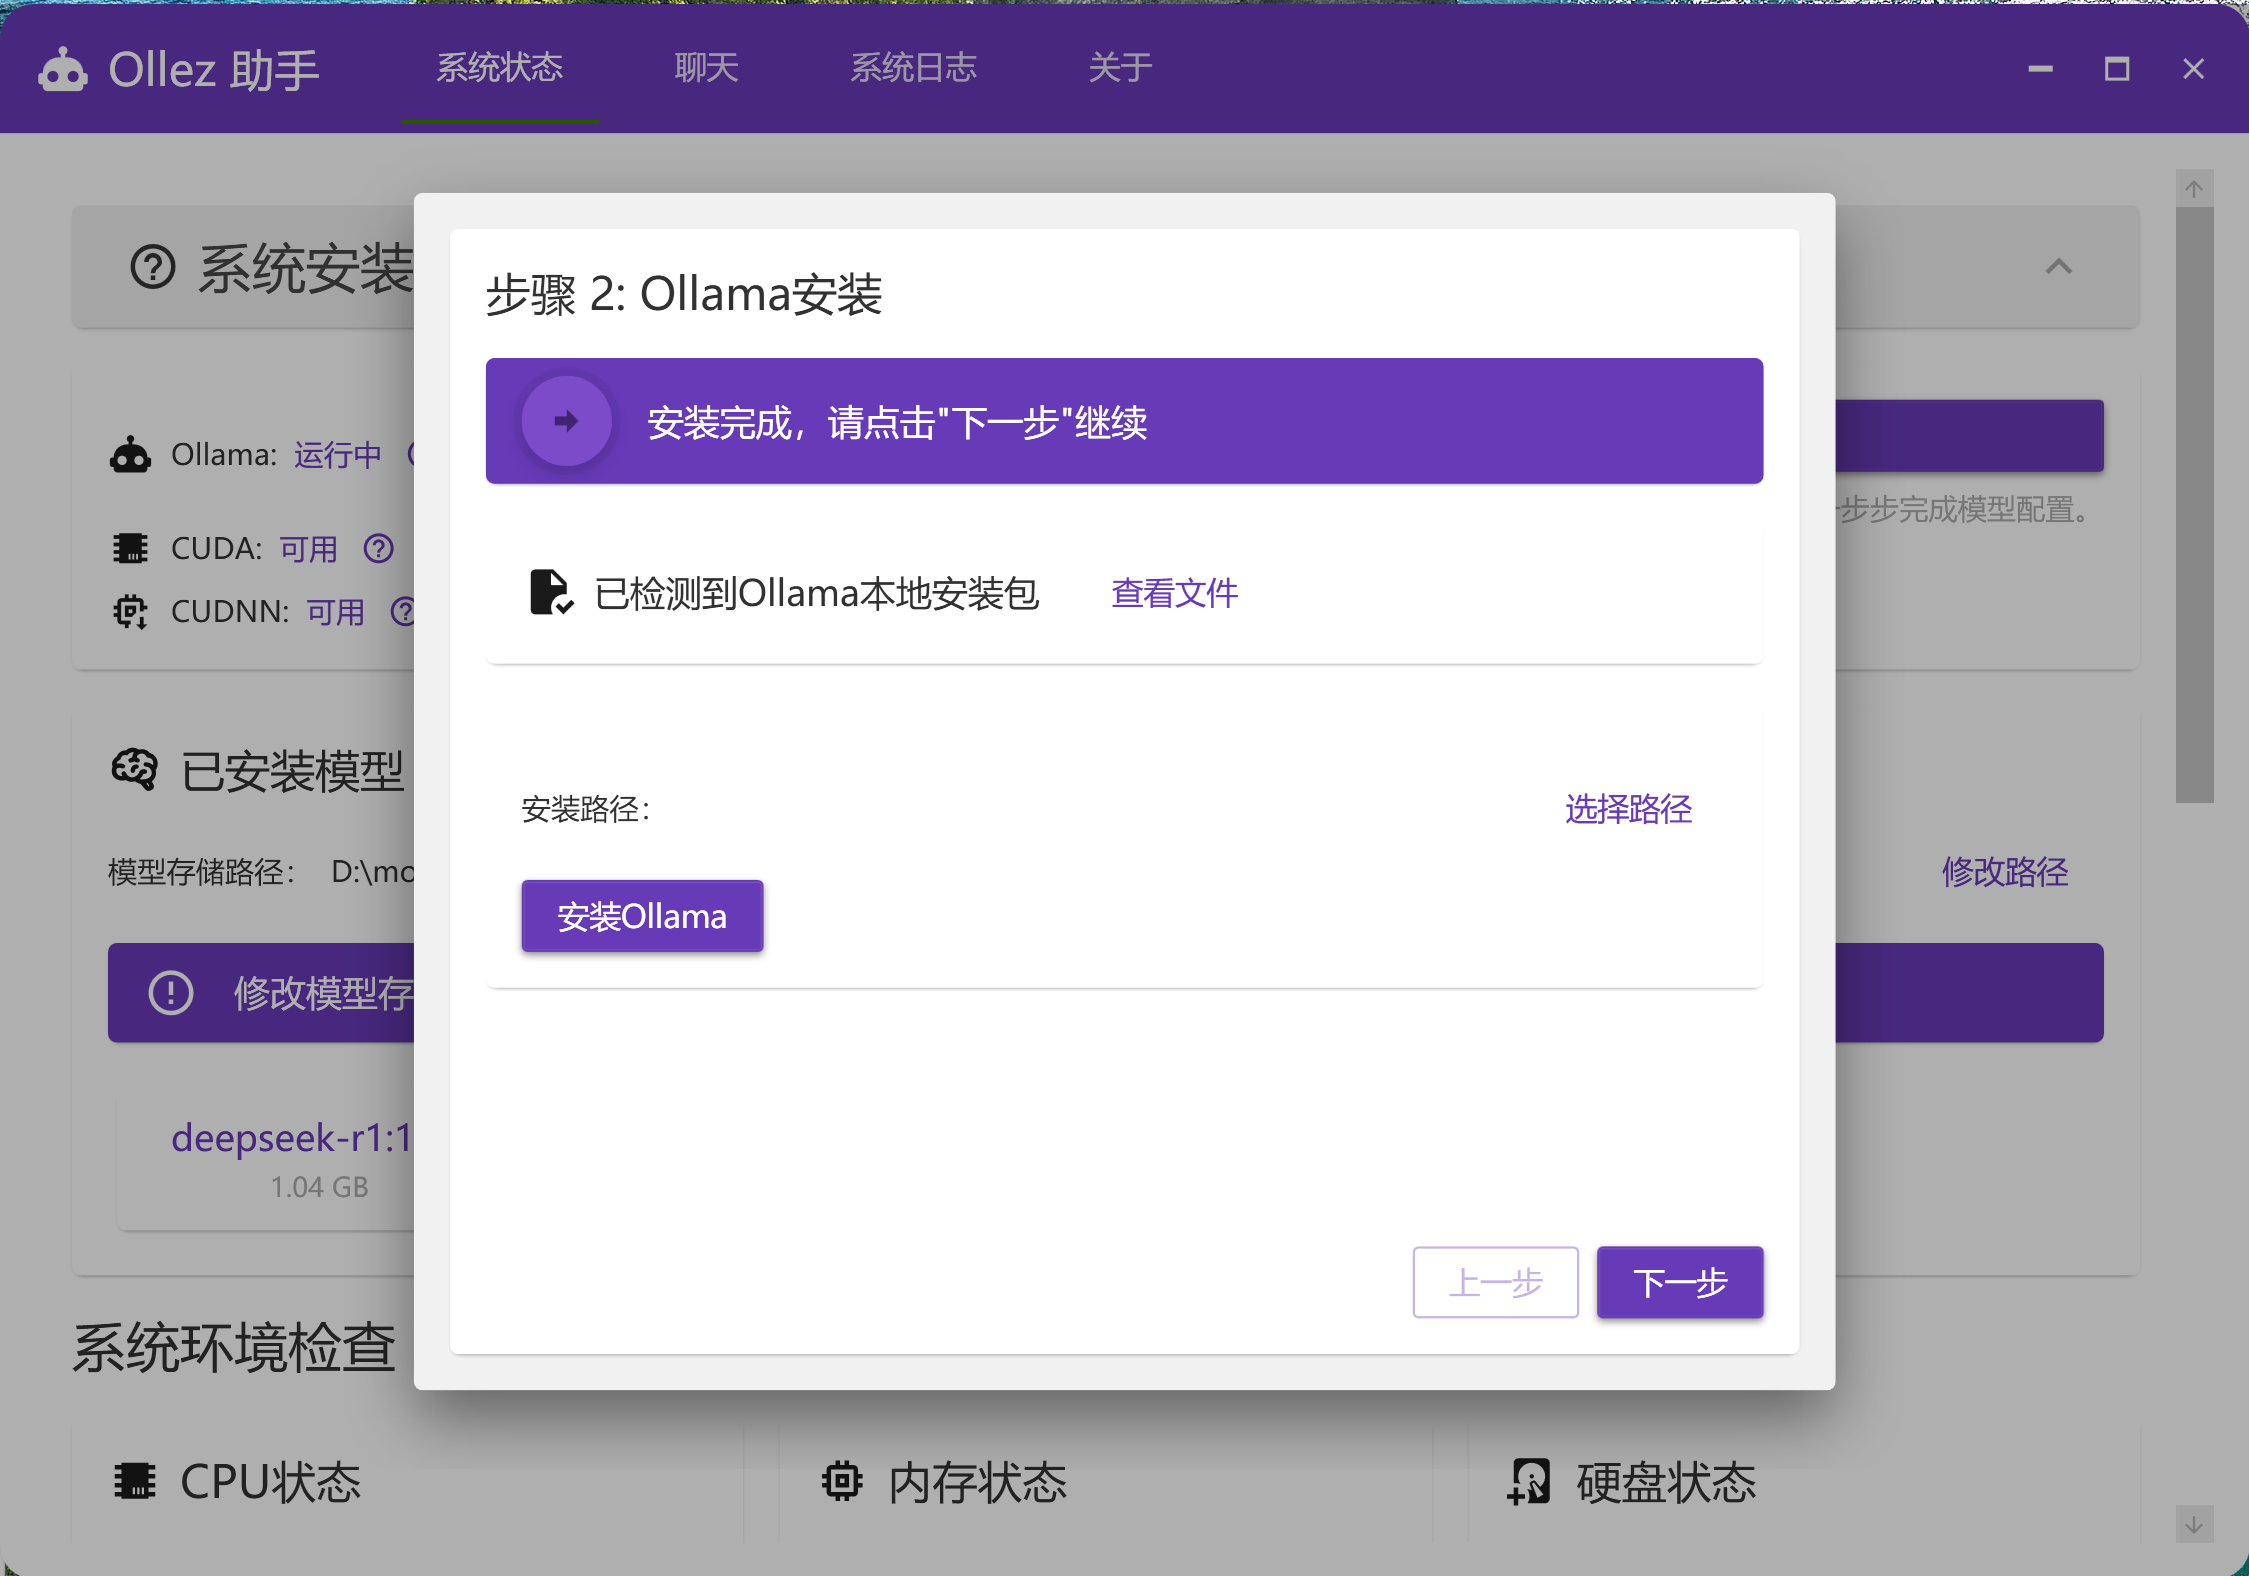 Ollez 助手
系统状态
聊天
系统日志
关于
系统安装
步骤 2: Ollama安装
安装完成，请点击"下一步"继续
Ollama: 运行中
步步完成模型配置。
CUDA: 可用
已检测到Ollama本地安装包
查看文件
CUDNN: 可用
已安装模型
安装路径：
选择路径
模型存储路径： D:\mo
修改路径
安装Ollama
修改模型存
deepseek-r1:1
1.04 GB
上一步
下一步
系统环境检查
CPU状态
内存状态
硬盘状态